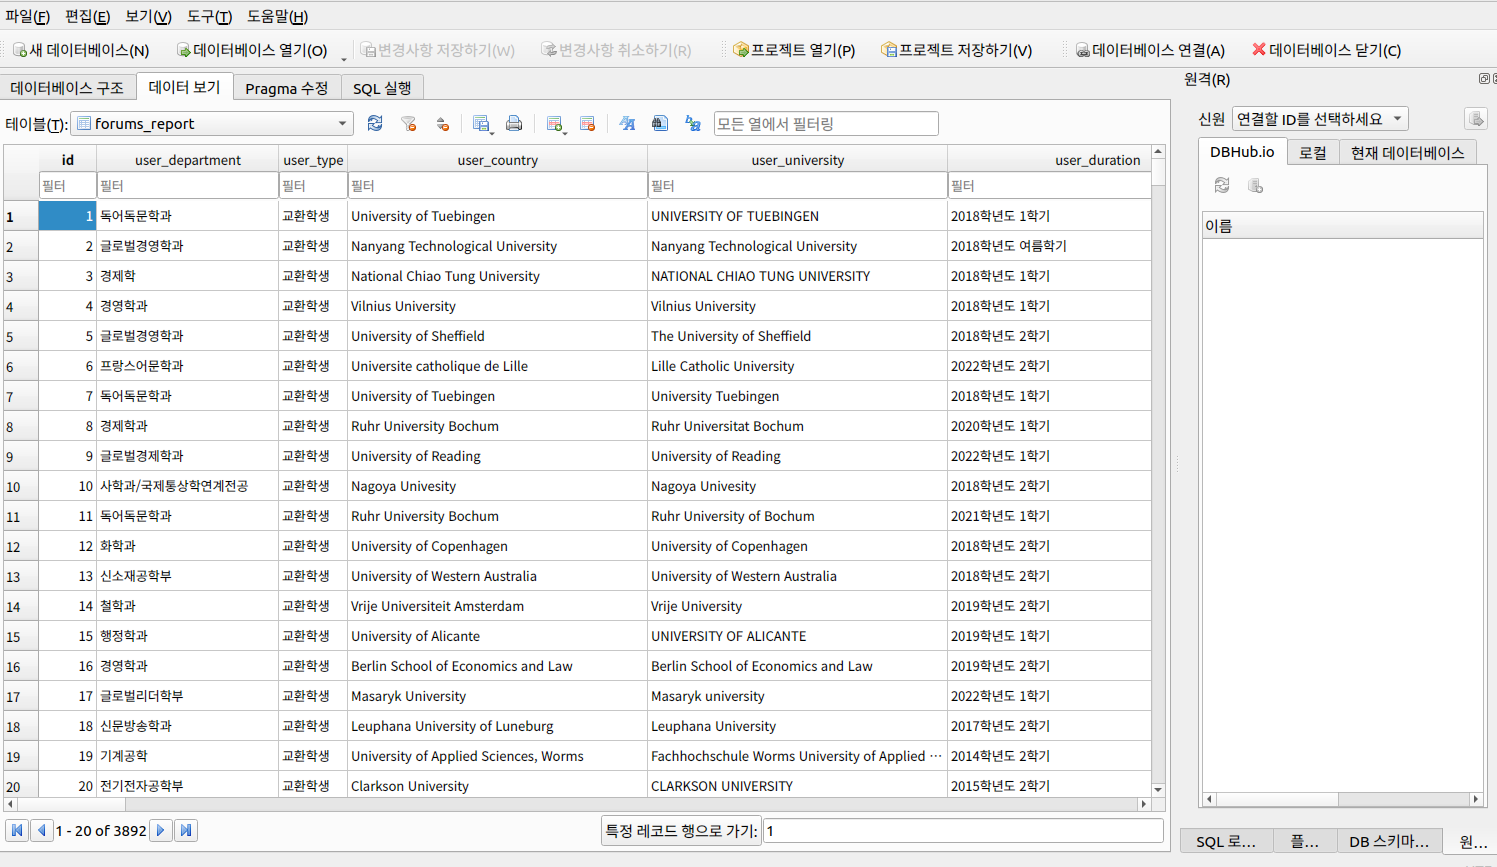 파일(F) 편집(E) 보기(V) 도구(T) 도움말(H)
새 데이터베이스(N) 데이터베이스 열기(O) 변경사항 저장하기(W) 변경사항 취소하기(R) 프로젝트 열기(P) 프로젝트 저장하기(V) 데이터베이스 연결(A) 데이터베이스 닫기(C)
데이터베이스 구조 데이터 보기 Pragma 수정 SQL 실행
테이블(T): forums_report 모든 열에서 필터링
id user_department user_type user_country user_university user_duration
필터 필터 필터 필터 필터 필터
1 1 독어독문학과 교환학생 University of Tuebingen UNIVERSITY OF TUEBINGEN 2018학년도 1학기
2 2 글로벌경영학과 교환학생 Nanyang Technological University Nanyang Technological University 2018학년도 여름학기
3 3 경제학 교환학생 National Chiao Tung University NATIONAL CHIAO TUNG UNIVERSITY 2018학년도 1학기
4 4 경영학과 교환학생 Vilnius University Vilnius University 2018학년도 1학기
5 5 글로벌경영학과 교환학생 University of Sheffield The University of Sheffield 2018학년도 2학기
6 6 프랑스어문학과 교환학생 Universite catholique de Lille Lille Catholic University 2022학년도 2학기
7 7 독어독문학과 교환학생 University of Tuebingen University Tuebingen 2018학년도 1학기
8 8 경제학과 교환학생 Ruhr University Bochum Ruhr Universitat Bochum 2020학년도 1학기
9 9 글로벌경제학과 교환학생 University of Reading University of Reading 2022학년도 1학기
10 10 사학과/국제통상학연계전공 교환학생 Nagoya Univesity Nagoya Univesity 2018학년도 2학기
11 11 독어독문학과 교환학생 Ruhr University Bochum Ruhr University of Bochum 2021학년도 1학기
12 12 화학과 교환학생 University of Copenhagen University of Copenhagen 2018학년도 2학기
13 13 신소재공학부 교환학생 University of Western Australia University of Western Australia 2018학년도 2학기
14 14 철학과 교환학생 Vrije Universiteit Amsterdam Vrije University 2019학년도 2학기
15 15 행정학과 교환학생 University of Alicante UNIVERSITY OF ALICANTE 2019학년도 1학기
16 16 경영학과 교환학생 Berlin School of Economics and Law Berlin School of Economics and Law 2019학년도 2학기
17 17 글로벌리더학부 교환학생 Masaryk University Masaryk university 2022학년도 1학기
18 18 신문방송학과 교환학생 Leuphana University of Luneburg Leuphana University 2017학년도 2학기
19 19 기계공학 교환학생 University of Applied Sciences, Worms Fachhochschule Worms University of Applied … 2014학년도 2학기
20 20 전기전자공학부 교환학생 Clarkson University CLARKSON UNIVERSITY 2015학년도 2학기
1 - 20 of 3892 특정 레코드 행으로 가기: 1
원격(R)
신원 연결할 ID를 선택하세요
DBHub.io 로컬 현재 데이터베이스
이름
SQL 로… 플… DB 스키마… 원…